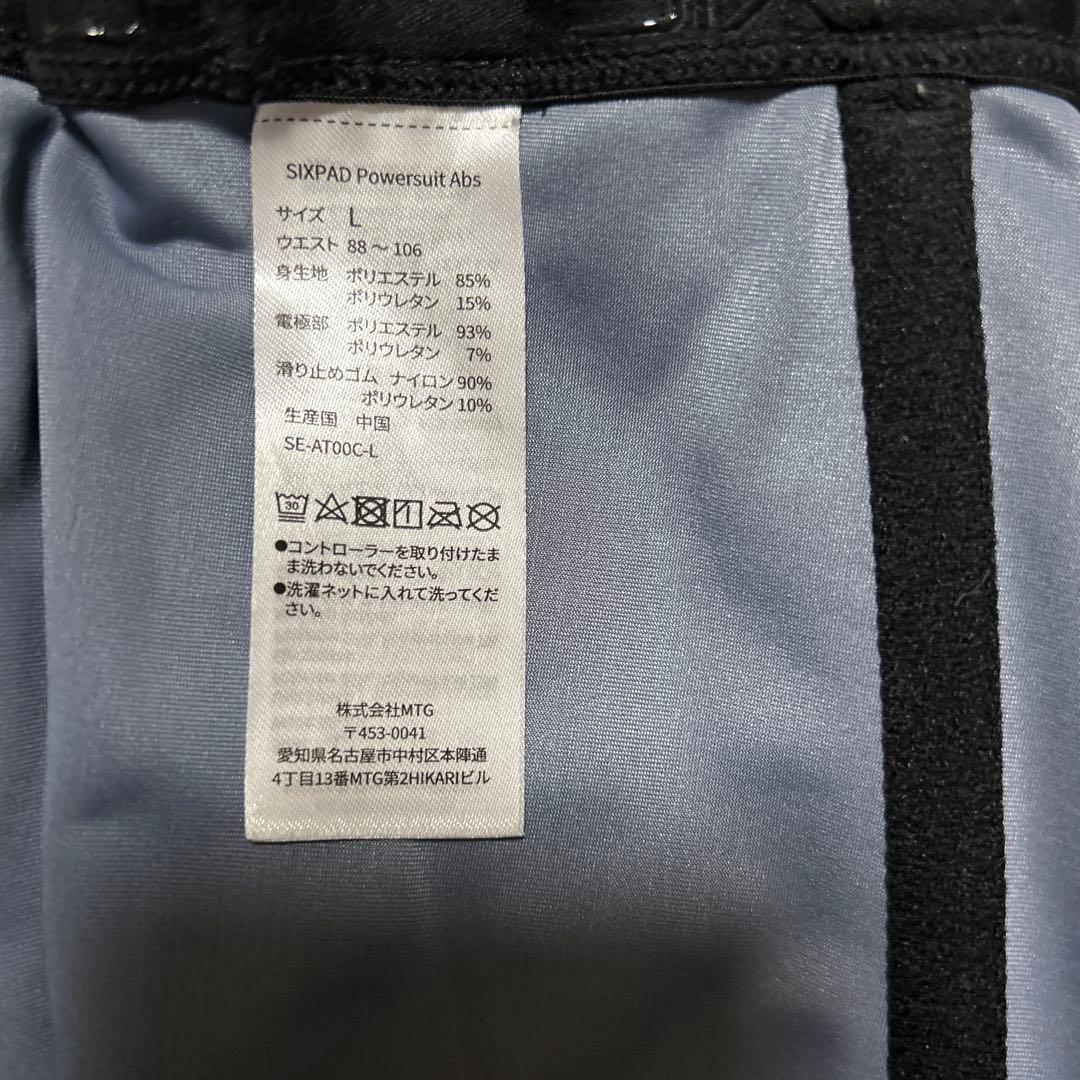 SIXPAD Powersuit Abs
サイズ L
ウエスト 88～106
身生地 ポリエステル 85%
ポリウレタン 15%
電極部 ポリエステル 93%
ポリウレタン 7%
滑り止めゴム ナイロン 90%
ポリウレタン 10%
生産国 中国
SE-AT00C-L
30
●コントローラーを取り付けたま
ま洗わないでください。
●洗濯ネットに入れて洗ってくだ
さい。
株式会社MTG
〒453-0041
愛知県名古屋市中村区本陣通
4丁目13番MTG第2HIKARIビル